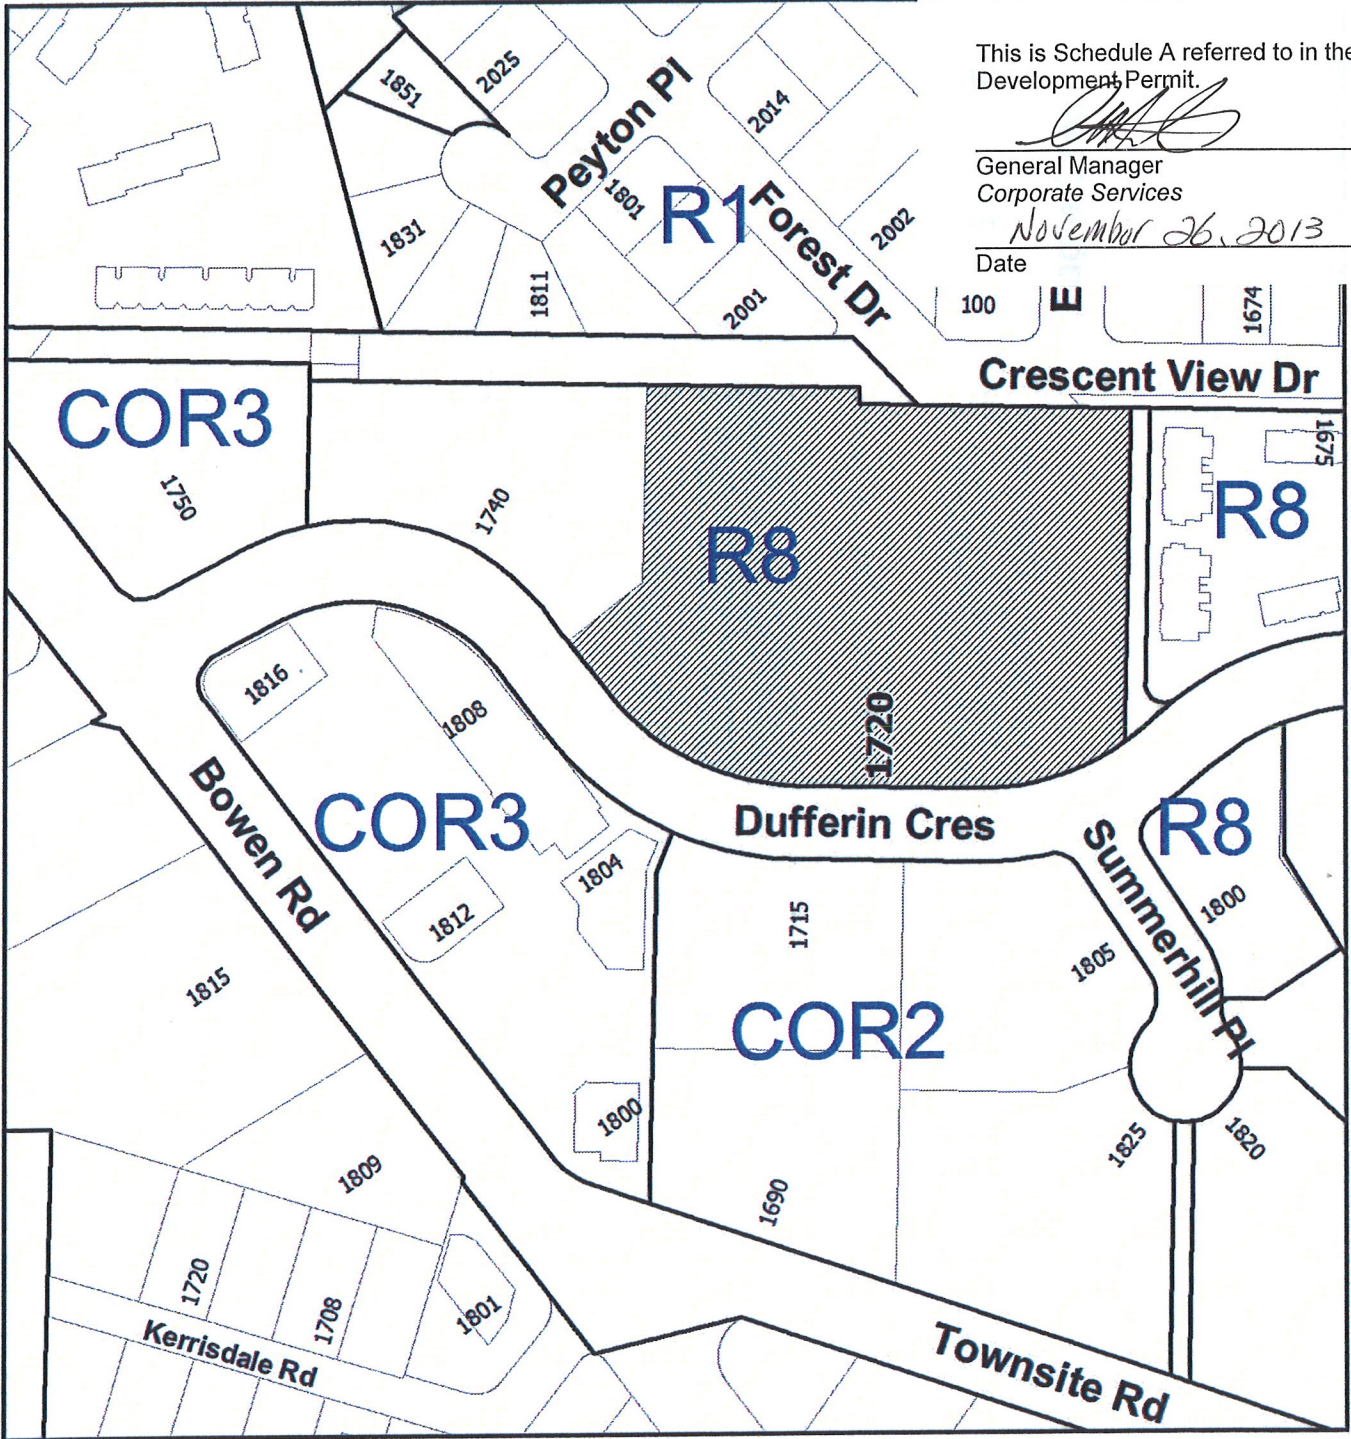 This is Schedule A referred to in the
Development Permit.
General Manager
Corporate Services
November 26, 2013
Date
1851
2025
Peyton Pl
2014
1801
R1
Forest Dr
2002
1831
1811
2001
100
E
1674
Crescent View Dr
COR3
1750
1740
R8
1675
R8
1720
1816
1808
Bowen Rd
COR3
1804
1812
Dufferin Cres
Summerhill Pl
R8
1800
1715
1805
1815
COR2
1800
1825
1820
1809
1690
1720
1708
1801
Kerrisdale Rd
Townsite Rd